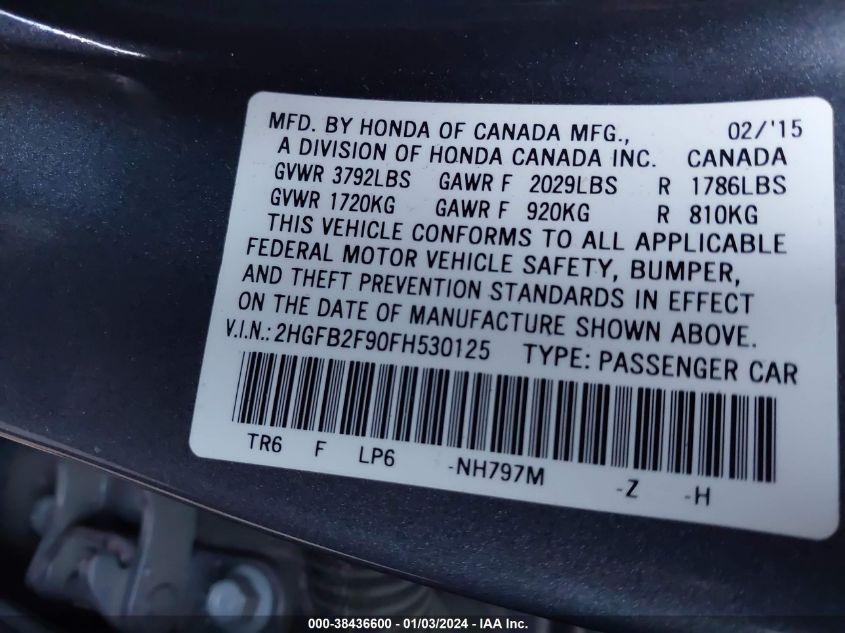 MFD. BY HONDA OF CANADA MFG., 02/'15
A DIVISION OF HONDA CANADA INC. CANADA
GVWR 3792LBS GAWR F 2029LBS R 1786LBS
GVWR 1720KG GAWR F 920KG R 810KG
THIS VEHICLE CONFORMS TO ALL APPLICABLE
FEDERAL MOTOR VEHICLE SAFETY, BUMPER,
AND THEFT PREVENTION STANDARDS IN EFFECT
ON THE DATE OF MANUFACTURE SHOWN ABOVE.
V.I.N.: 2HGFB2F90FH530125 TYPE: PASSENGER CAR
TR6 F LP6 -NH797M -Z -H
000-38436600 - 01/03/2024 - IAA Inc.